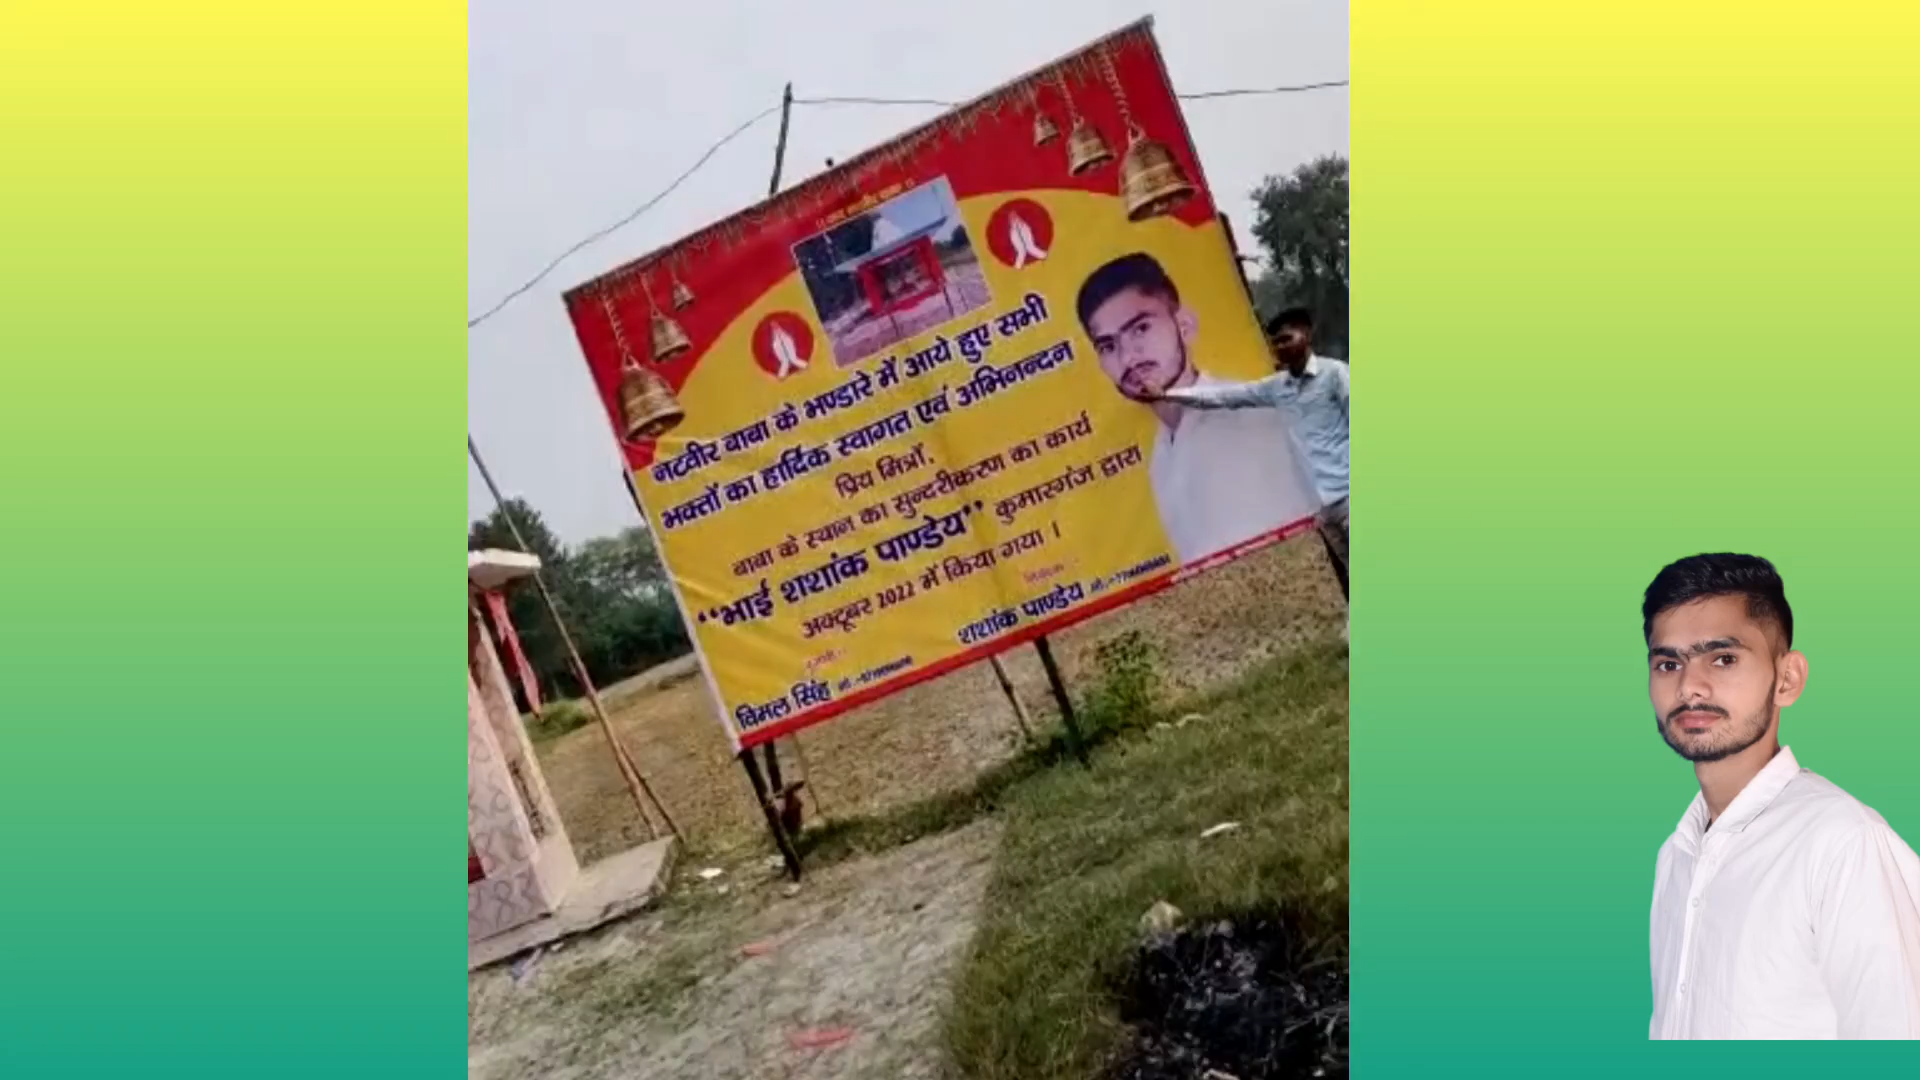 नटवीर बाबा के भण्डारे में आये हुए सभी
भक्तों का हार्दिक स्वागत एवं अभिनन्दन
प्रिय मित्रों,
बाबा के स्थान का सुन्दरीकरण का कार्य
“भाई शशांक पाण्डेय” कुमारगंज द्वारा
अक्टूबर 2022 में किया गया ।
विमल सिंह
शशांक पाण्डेय